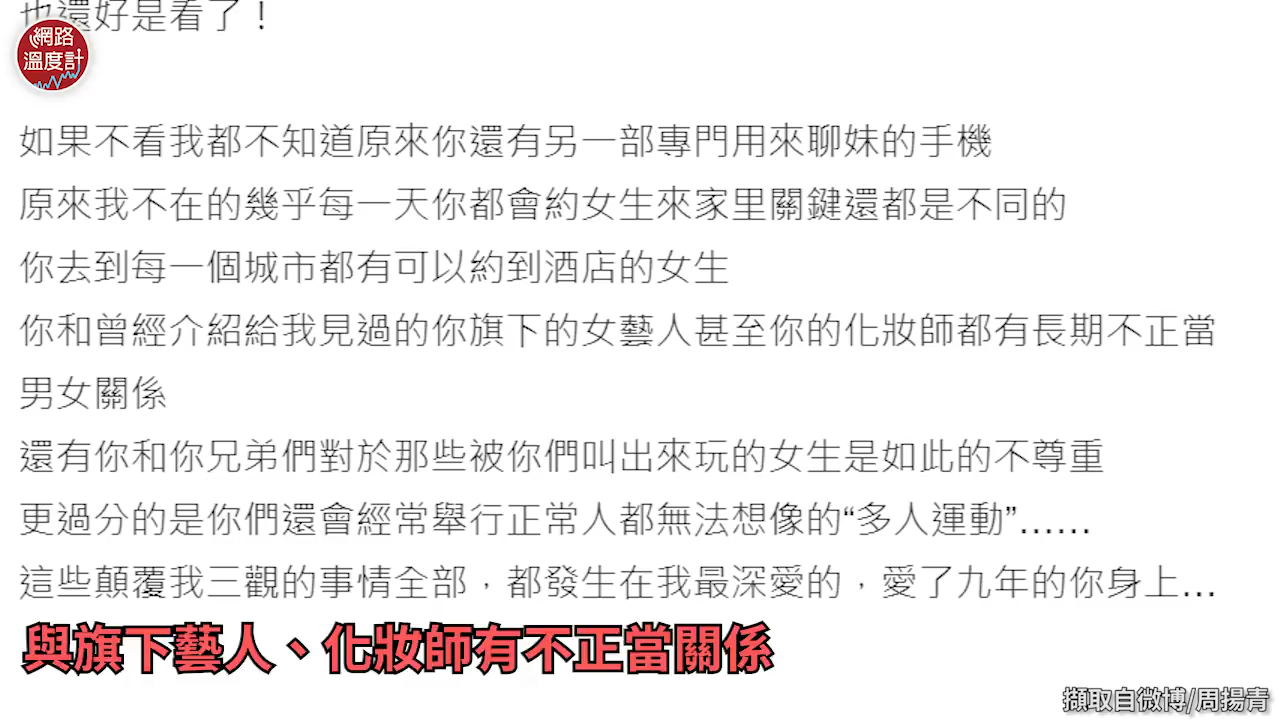 也還好是看了！
網路
溫度計
如果不看我都不知道原來你還有另一部專門用來聊妹的手機
原來我不在的幾乎每一天你都會約女生來家里關鍵還都是不同的
你去到每一個城市都有可以約到酒店的女生
你和曾經介紹給我見過的你旗下的女藝人甚至你的化妝師都有長期不正當
男女關係
還有你和你兄弟們對於那些被你們叫出來玩的女生是如此的不尊重
更過分的是你們還會經常舉行正常人都無法想像的“多人運動”……
這些顛覆我三觀的事情全部，都發生在我最深愛的，愛了九年的你身上…
與旗下藝人、化妝師有不正當關係
擷取自微博/周揚青